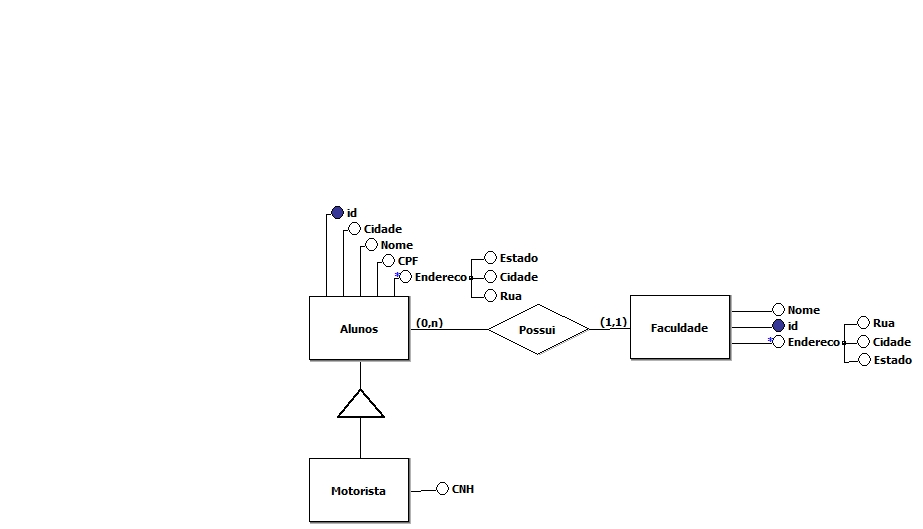 id
Cidade
Nome
CPF
* Endereco
Estado
Cidade
Rua
Alunos
(0,n)
Possui
(1,1)
Faculdade
Nome
id
* Endereco
Rua
Cidade
Estado
Motorista
CNH